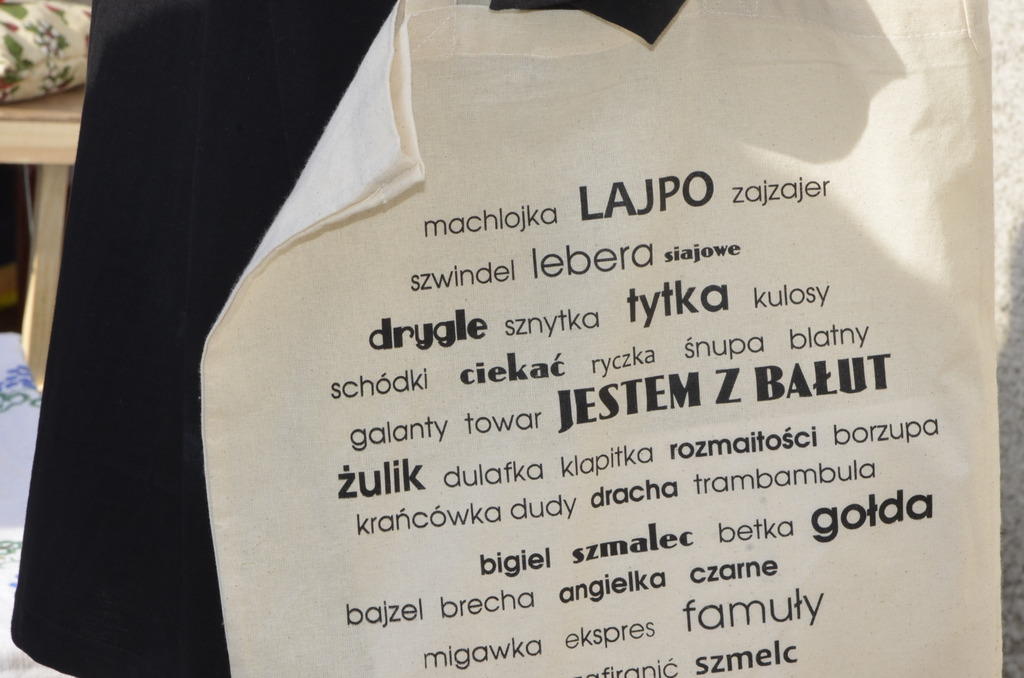 machlojka LAJPO zajzajer
szwindel lebera siajowe
drygle sznytka tytka kulosy
schódki ciekać ryczka śnupa blatny
galanty towar JESTEM Z BAŁUT
żulik dulafka klapitka rozmaitości borzupa
krańcówka dudy dracha trambambula
bigiel szmalec betka gołda
bajzel brecha angielka czarne
migawka ekspres famuły
szmelc